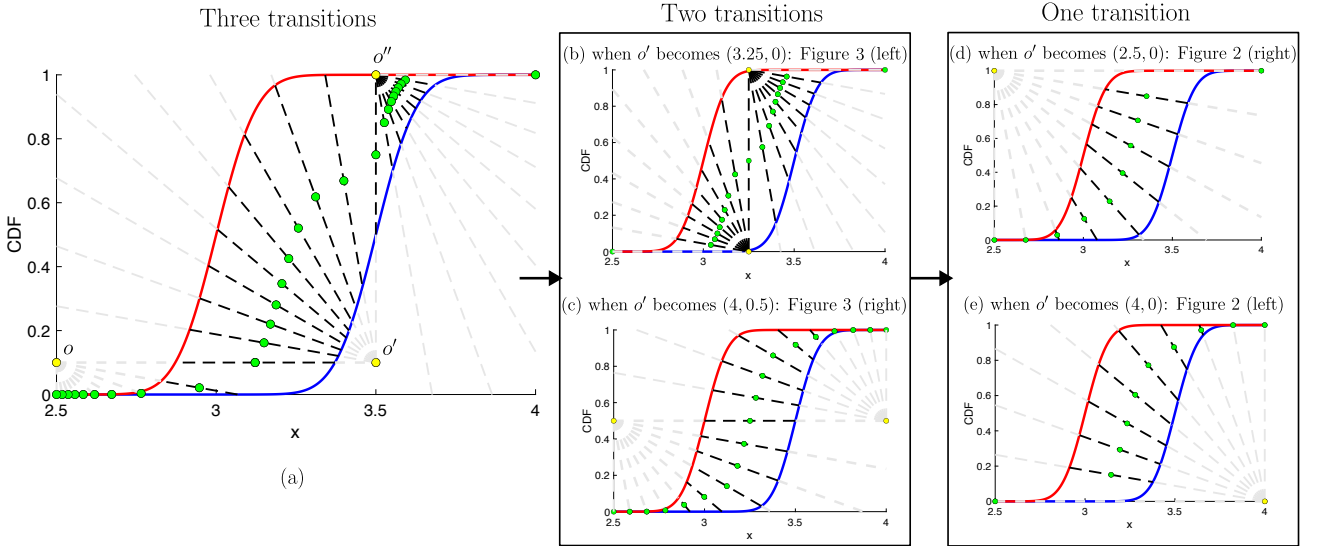 Three transitions
Two transitions
One transition
o''
1
0.8
0.6
0.4
0.2
0
CDF
o
o'
2.5
3
3.5
4
x
(a)
(b) when o' becomes (3.25, 0): Figure 3 (left)
1
0.8
0.6
0.4
0.2
0
CDF
2.5
3
3.5
4
x
(c) when o' becomes (4, 0.5): Figure 3 (right)
1
0.8
0.6
0.4
0.2
0
CDF
2.5
3
3.5
4
x
(d) when o' becomes (2.5, 0): Figure 2 (right)
1
0.8
0.6
0.4
0.2
0
CDF
2.5
3
3.5
4
x
(e) when o' becomes (4, 0): Figure 2 (left)
1
0.8
0.6
0.4
0.2
0
CDF
2.5
3
3.5
4
x